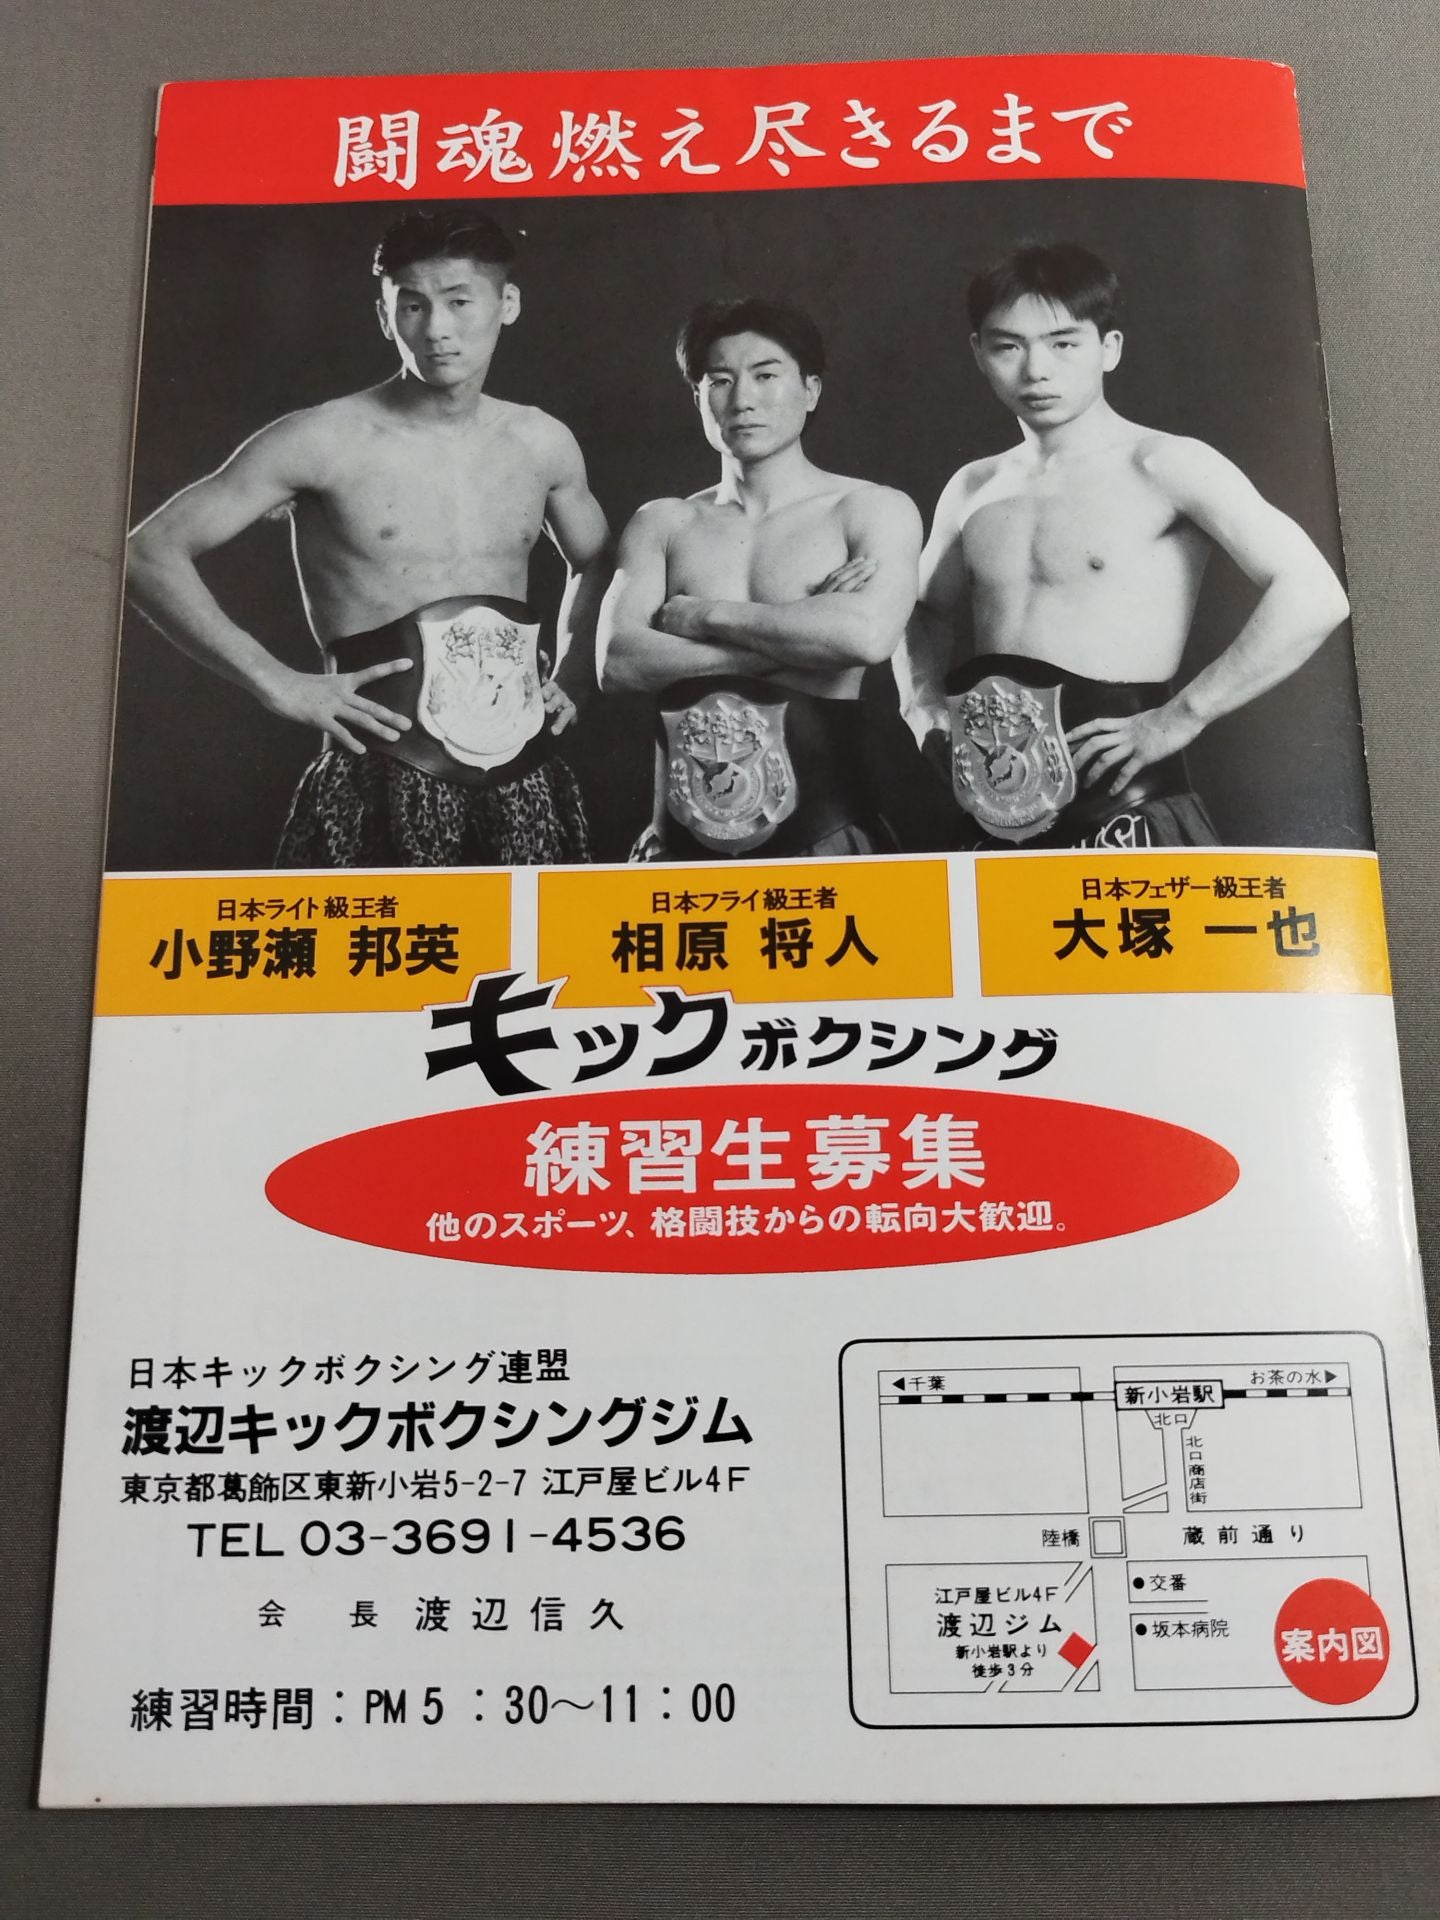 闘魂燃え尽きるまで
日本ライト級王者
小野瀬 邦英
日本フライ級王者
相原 将人
日本フェザー級王者
大塚 一也
キックボクシング
練習生募集
他のスポーツ、格闘技からの転向大歓迎。
日本キックボクシング連盟
渡辺キックボクシングジム
東京都葛飾区東新小岩5-2-7 江戸屋ビル4F
TEL 03-3691-4536
会 長 渡辺信久
練習時間：PM 5：30〜11：00
◀千葉
新小岩駅
お茶の水▶
北口
北口商店街
陸橋
蔵前通り
江戸屋ビル4F
渡辺ジム
新小岩駅より
徒歩3分
●交番
●坂本病院
案内図